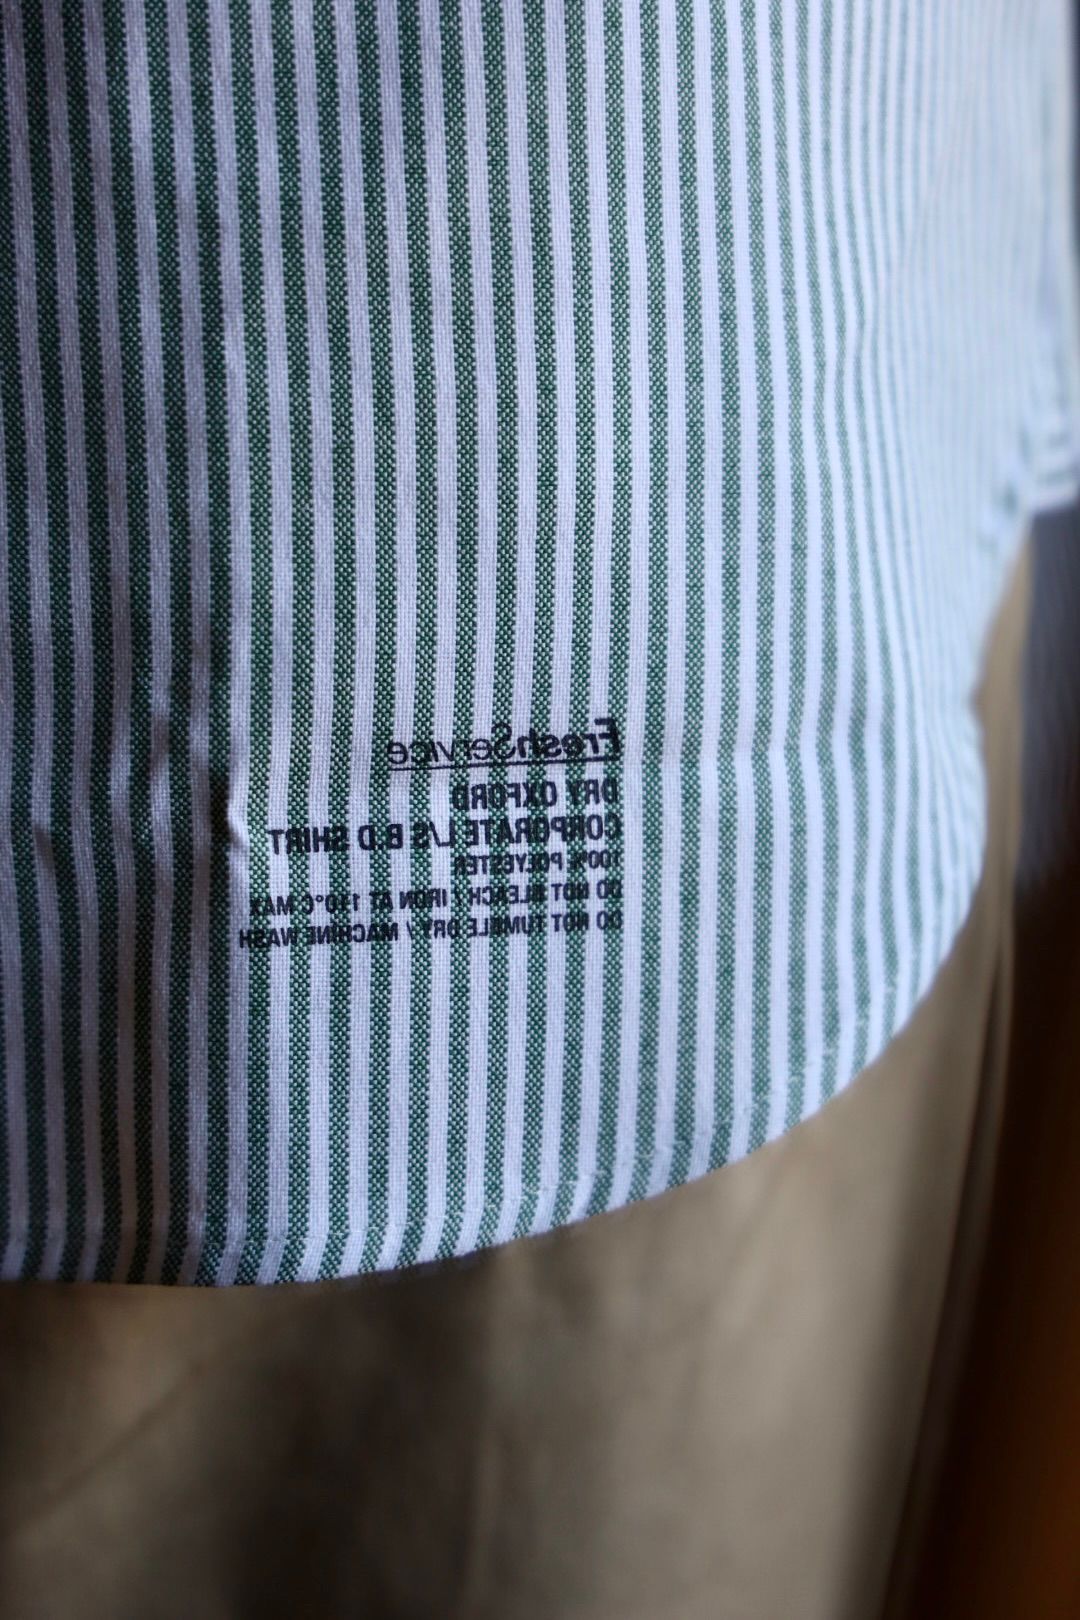 FreshService
DRY OXFORD
CORPORATE L/S B.D SHIRT
100% POLYESTER
DO NOT BLEACH / IRON AT 110°C MAX
DO NOT TUMBLE DRY / MACHINE WASH